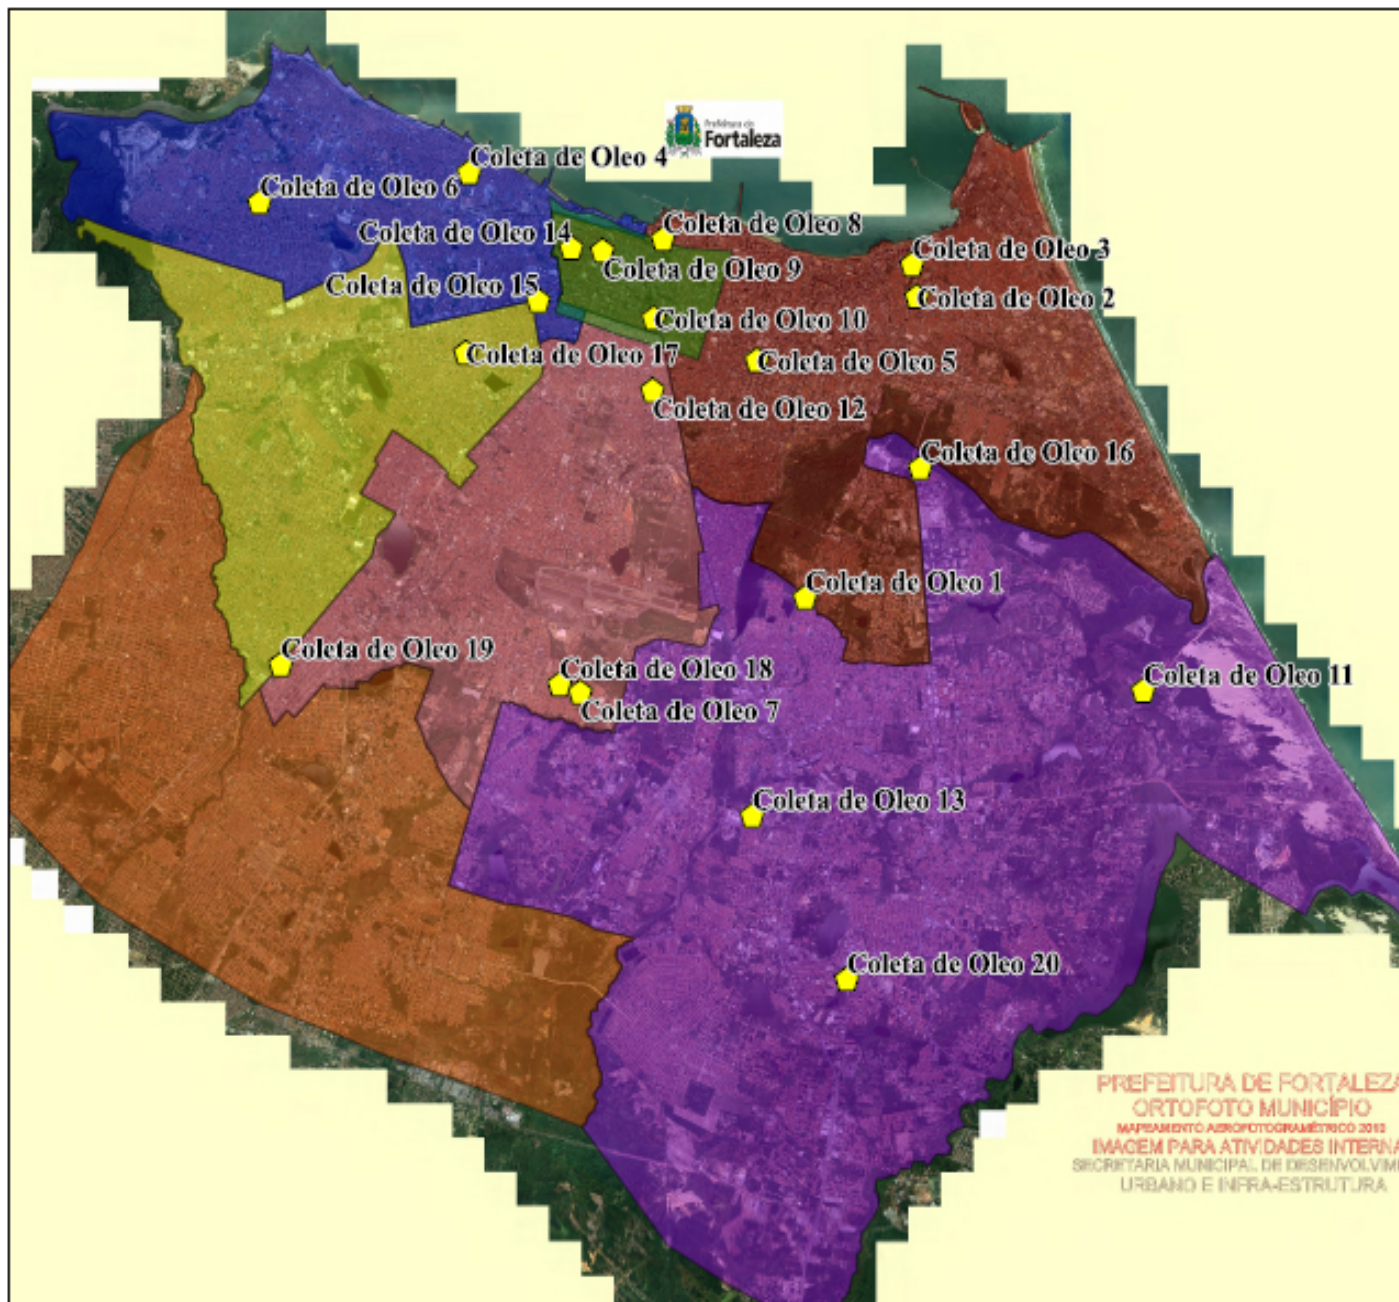 Prefeitura de
Fortaleza
Coleta de Oleo 4
Coleta de Oleo 6
Coleta de Oleo 8
Coleta de Oleo 14
Coleta de Oleo 3
Coleta de Oleo 9
Coleta de Oleo 15
Coleta de Oleo 2
Coleta de Oleo 10
Coleta de Oleo 17
Coleta de Oleo 5
Coleta de Oleo 12
Coleta de Oleo 16
Coleta de Oleo 1
Coleta de Oleo 19
Coleta de Oleo 18
Coleta de Oleo 11
Coleta de Oleo 7
Coleta de Oleo 13
Coleta de Oleo 20
PREFEITURA DE FORTALEZA
ORTOFOTO MUNICÍPIO
MAPEAMENTO AEROFOTOGRAMÉTRICO 2010
IMAGEM PARA ATIVIDADES INTERNA
SECRETARIA MUNICIPAL DE DESENVOLVIM
URBANO E INFRA-ESTRUTURA